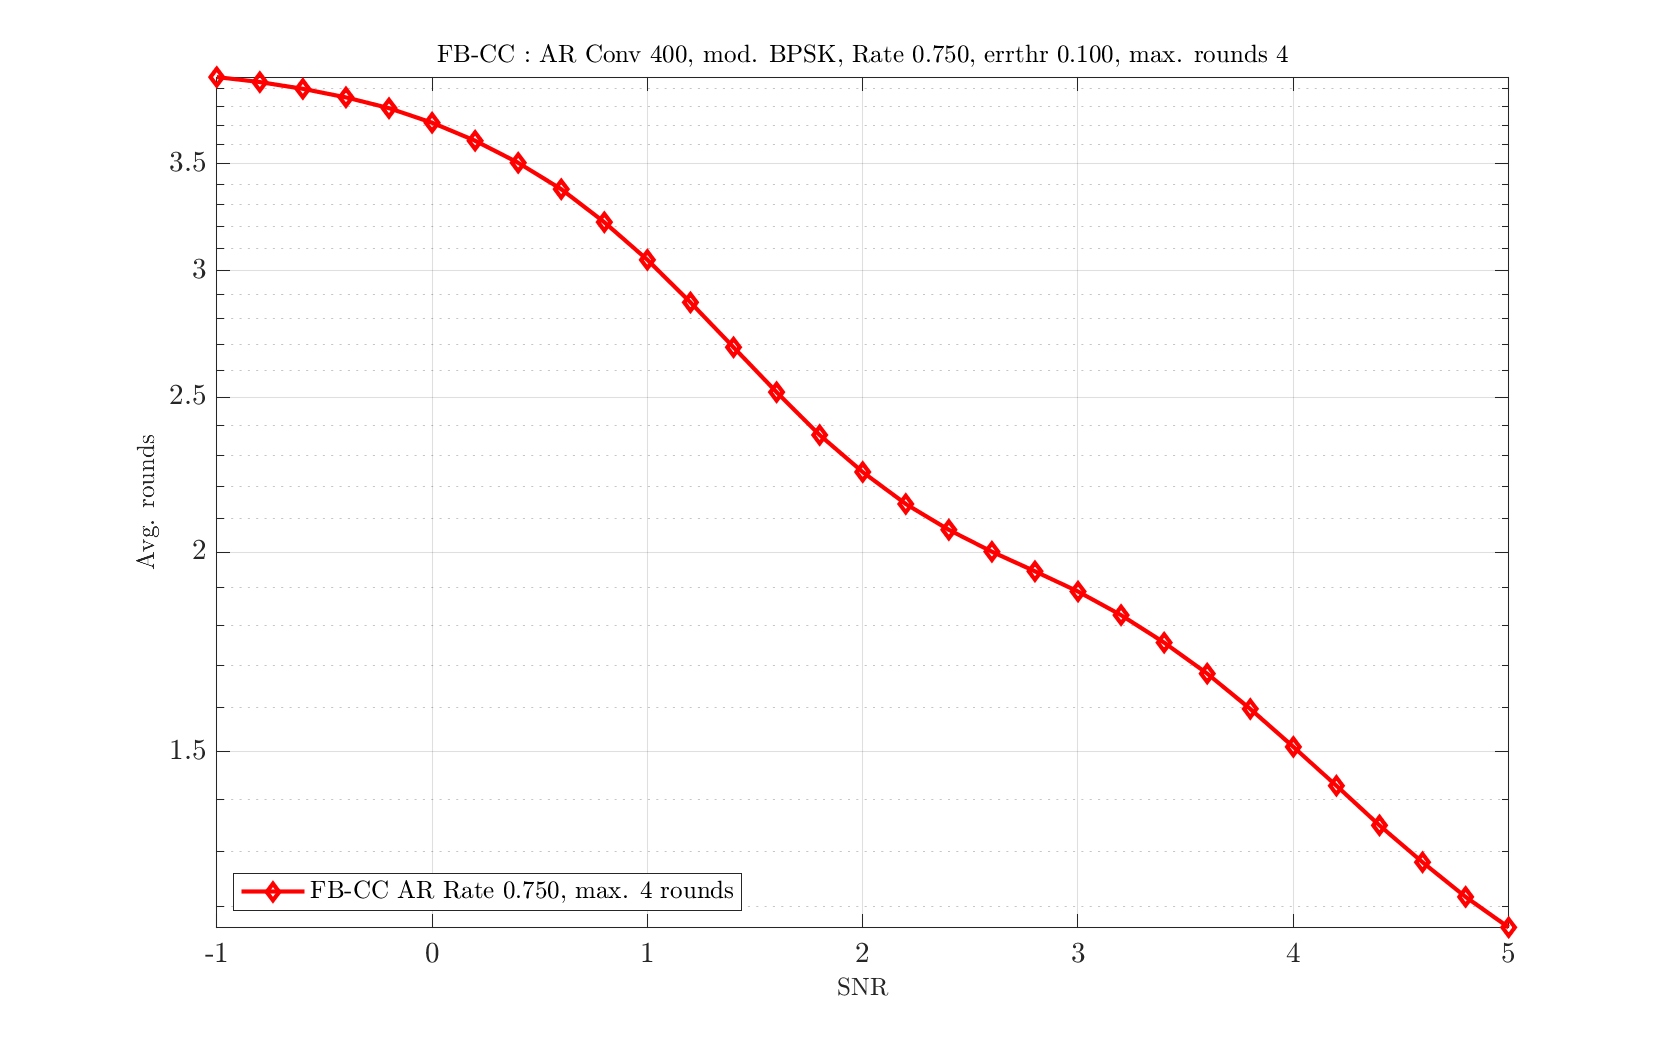 FB-CC : AR Conv 400, mod. BPSK, Rate 0.750, errthr 0.100, max. rounds 4
3.5
3
2.5
2
1.5
Avg. rounds
FB-CC AR Rate 0.750, max. 4 rounds
-1 0 1 2 3 4 5
SNR